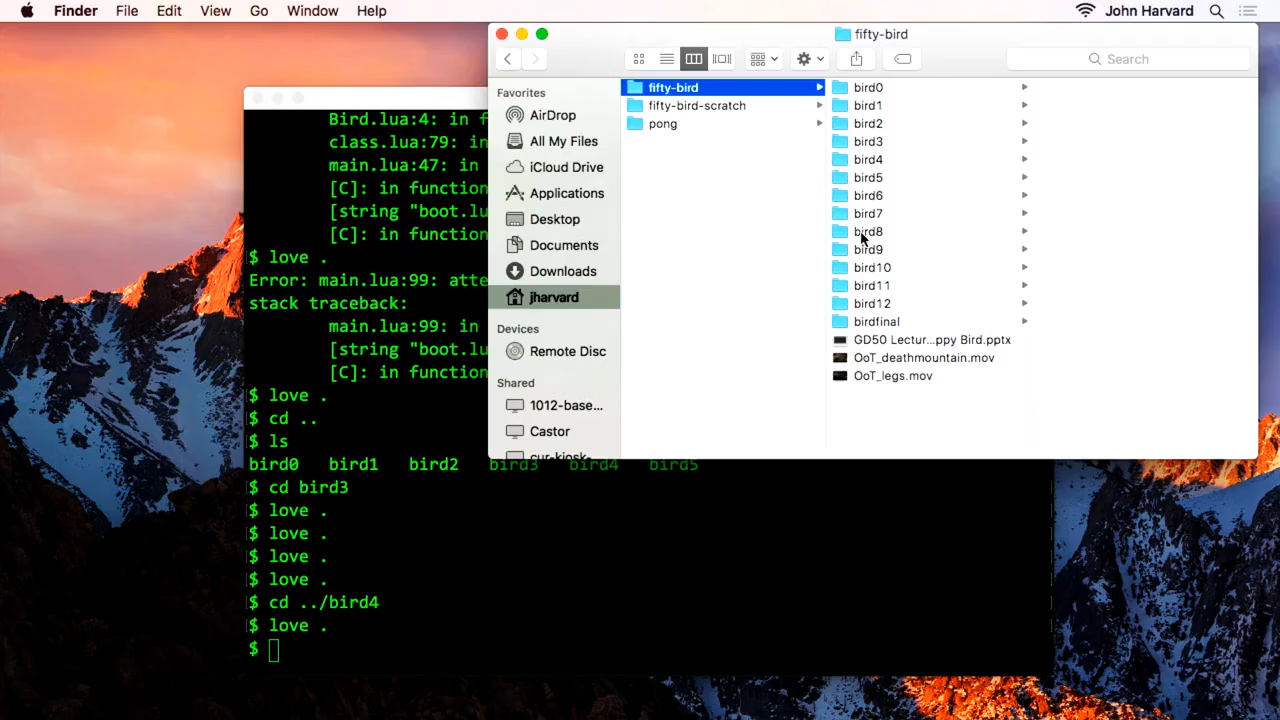 Finder File Edit View Go Window Help John Harvard
fifty-bird
Search
Favorites
AirDrop
All My Files
iCloud Drive
Applications
Desktop
Documents
Downloads
jharvard
Devices
Remote Disc
Shared
1012-base...
Castor
fifty-bird
fifty-bird-scratch
pong
bird0
bird1
bird2
bird3
bird4
bird5
bird6
bird7
bird8
bird9
bird10
bird11
bird12
birdfinal
GD50 Lectur...ppy Bird.pptx
OoT_deathmountain.mov
OoT_legs.mov
Bird.lua:4: in f
class.lua:79: in
main.lua:47: in
[C]: in function
[string "boot.lu
[C]: in function
$ love .
Error: main.lua:99: atte
stack traceback:
main.lua:99: in
[string "boot.lu
[C]: in function
$ love .
$ cd ..
$ ls
bird0 bird1 bird2 bird3 bird4 bird5
$ cd bird3
$ love .
$ love .
$ love .
$ love .
$ cd ../bird4
$ love .
$